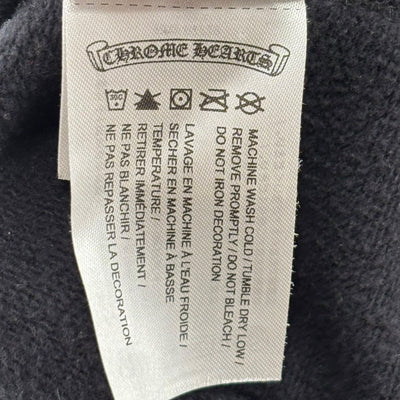 CHROME HEARTS
30C
MACHINE WASH COLD / TUMBLE DRY LOW /
REMOVE PROMPTLY / DO NOT BLEACH /
DO NOT IRON DECORATION
LAVAGE EN MACHINE À L'EAU FROIDE /
SECHER EN MACHINE À BASSE
TEMPERATURE /
RETIRER IMMÉDIATEMENT /
NE PAS BLANCHIR /
NE PAS REPASSER LA DECORATION